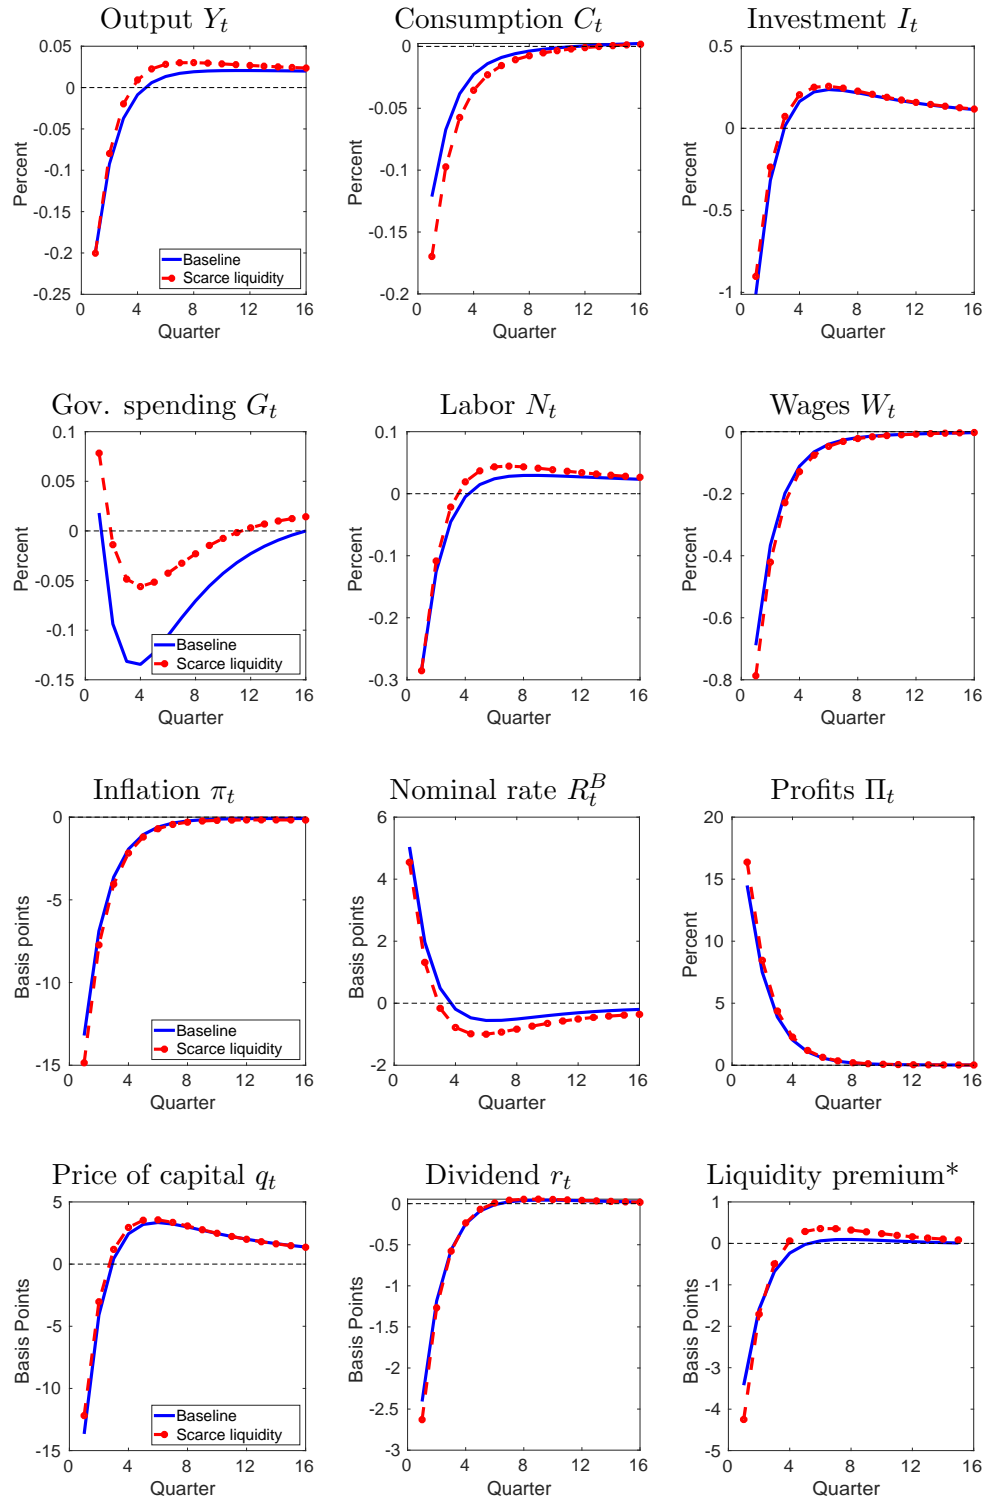 Output Y_t
Consumption C_t
Investment I_t
Percent
0.05
0
-0.05
-0.1
-0.15
-0.2
-0.25
Baseline
Scarce liquidity
0 4 8 12 16
Quarter
Percent
0
-0.05
-0.1
-0.15
-0.2
0 4 8 12 16
Quarter
Percent
0.5
0
-0.5
-1
0 4 8 12 16
Quarter
Gov. spending G_t
Labor N_t
Wages W_t
Percent
0.1
0.05
0
-0.05
-0.1
-0.15
Baseline
Scarce liquidity
0 4 8 12 16
Quarter
Percent
0.1
0
-0.1
-0.2
-0.3
0 4 8 12 16
Quarter
Percent
0
-0.2
-0.4
-0.6
-0.8
0 4 8 12 16
Quarter
Inflation π_t
Nominal rate R_t^B
Profits Π_t
Basis points
0
-5
-10
-15
Baseline
Scarce liquidity
0 4 8 12 16
Quarter
Basis points
6
4
2
0
-2
0 4 8 12 16
Quarter
Percent
20
15
10
5
0
0 4 8 12 16
Quarter
Price of capital q_t
Dividend r_t
Liquidity premium*
Basis Points
5
0
-5
-10
-15
Baseline
Scarce liquidity
0 4 8 12 16
Quarter
Basis Points
0
-0.5
-1
-1.5
-2
-2.5
-3
0 4 8 12 16
Quarter
Basis Points
1
0
-1
-2
-3
-4
-5
0 4 8 12 16
Quarter